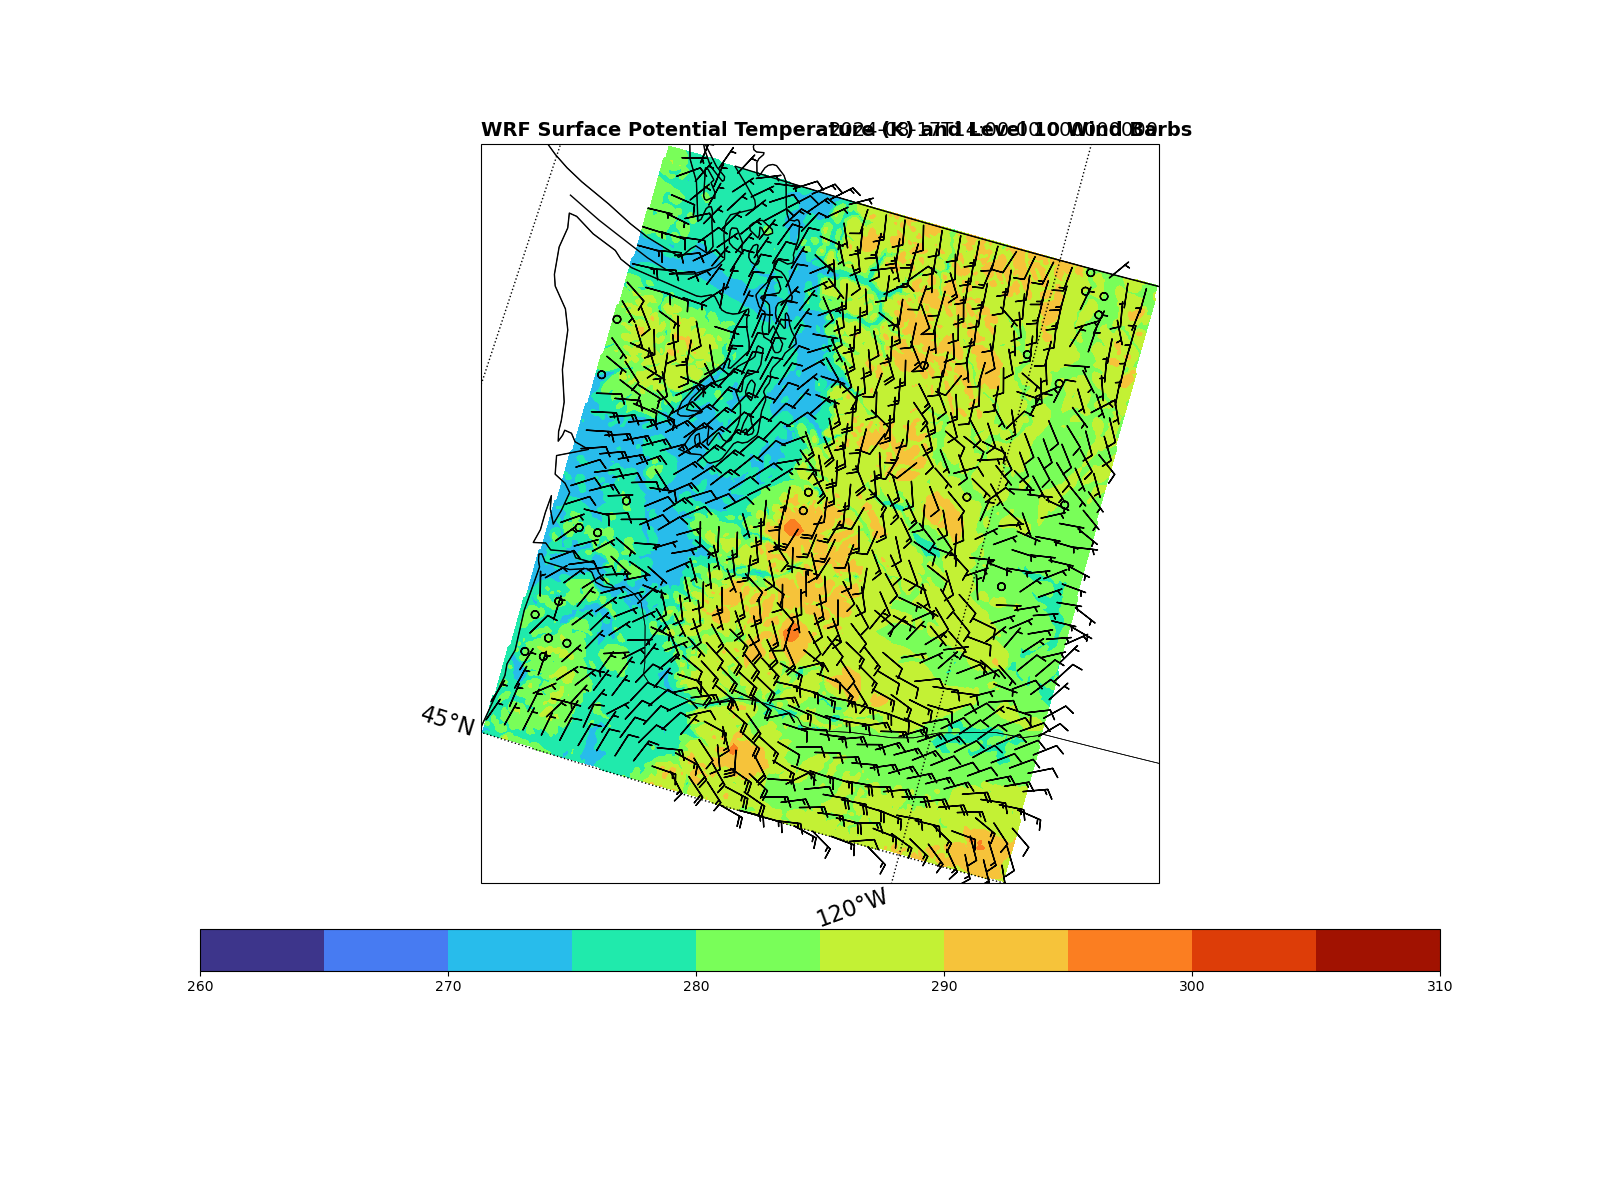 WRF Surface Potential Temperature (K) and Level 10 Wind Barbs
45°N
120°W
260 270 280 290 300 310